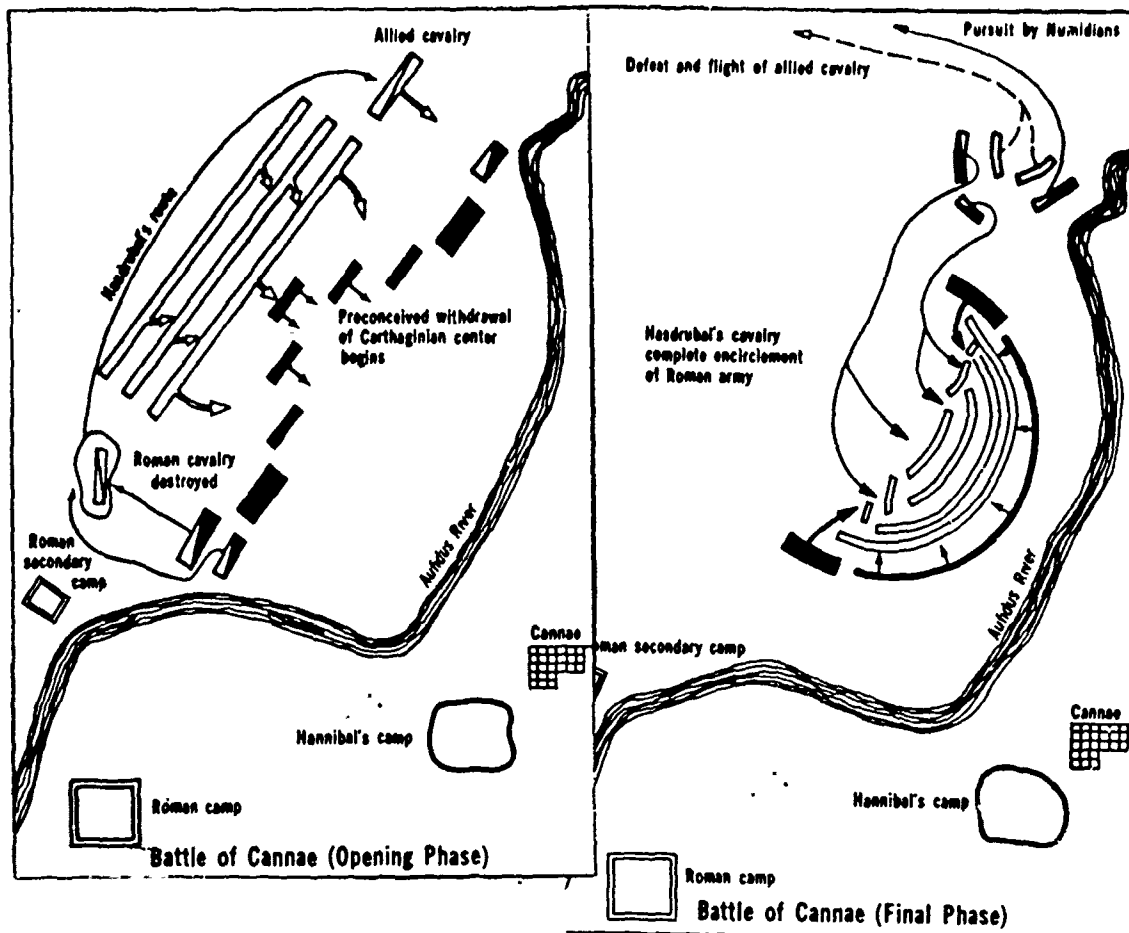 Allied cavalry
Hasdrubal's route
Preconceived withdrawal
of Carthaginian center
begins
Roman cavalry
destroyed
Roman
secondary
camp
Aufidus River
Cannae
Hannibal's camp
Roman camp
Battle of Cannae (Opening Phase)
Pursuit by Numidians
Defeat and flight of allied cavalry
Hasdrubal's cavalry
complete encirclement
of Roman army
Aufidus River
oman secondary camp
Cannae
Hannibal's camp
Roman camp
Battle of Cannae (Final Phase)